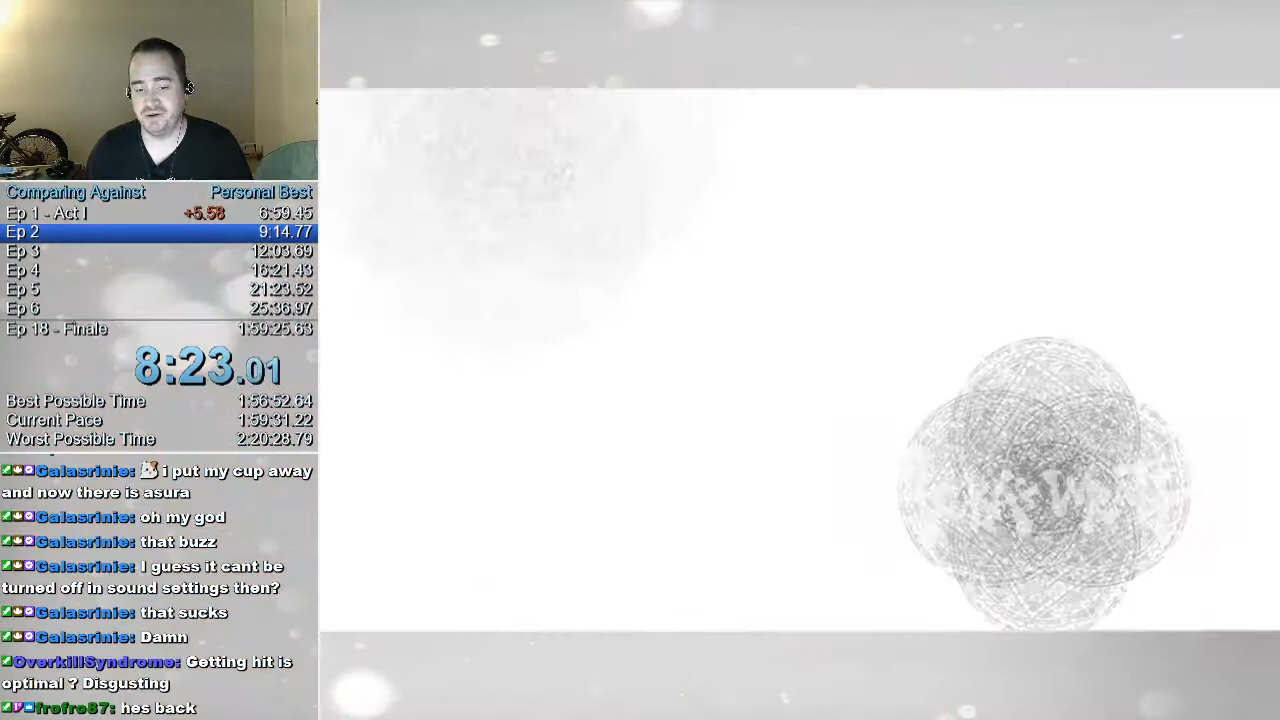 Comparing Against Personal Best
Ep 1 - Act I +5.58 6:59.45
Ep 2 9:14.77
Ep 3 12:03.69
Ep 4 16:21.43
Ep 5 21:23.52
Ep 6 25:36.97
Ep 18 - Finale 1:59:25.63
8:23.01
Best Possible Time 1:56:52.64
Current Pace 1:59:31.22
Worst Possible Time 2:20:28.79
Galasrinie: i put my cup away
and now there is asura
Galasrinie: oh my god
Galasrinie: that buzz
Galasrinie: I guess it cant be
turned off in sound settings then?
Galasrinie: that sucks
Galasrinie: Damn
OverkillSyndrome: Getting hit is
optimal ? Disgusting
frofro87: hes back